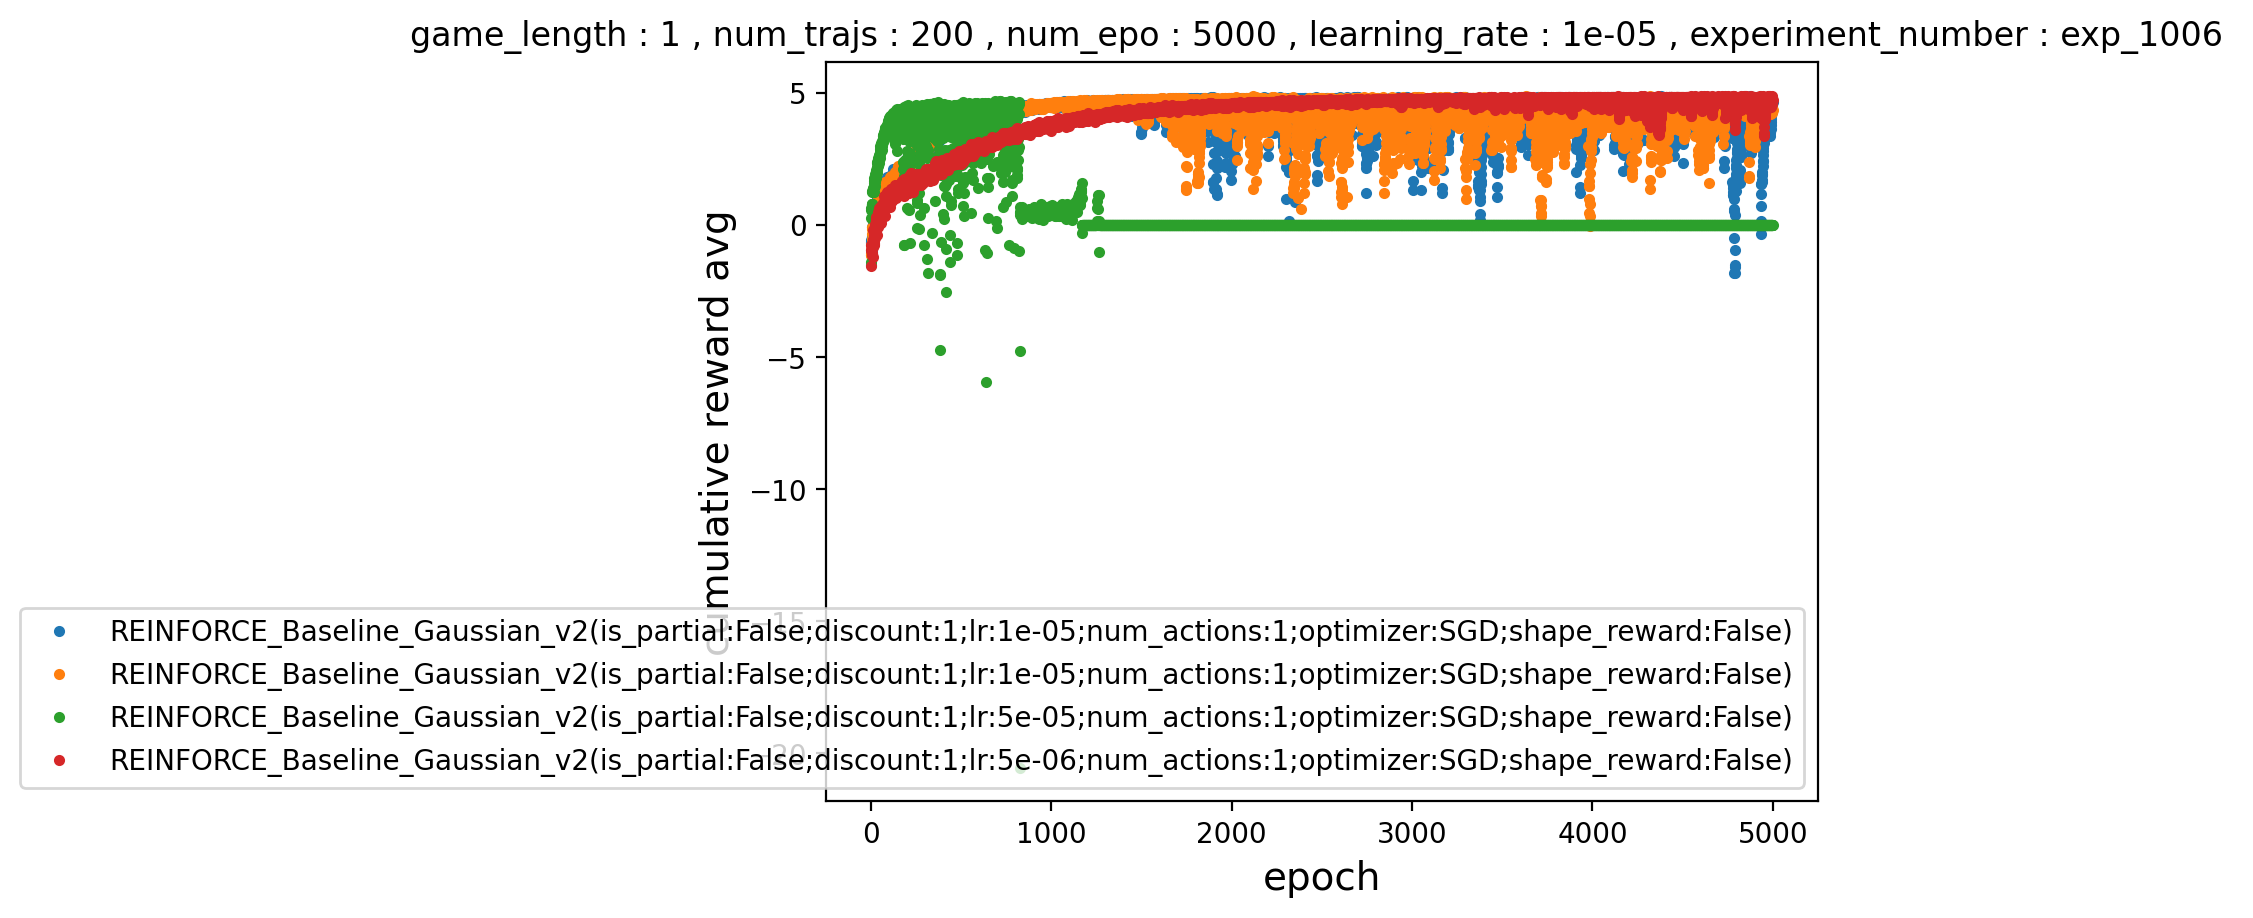 game_length : 1 , num_trajs : 200 , num_epo : 5000 , learning_rate : 1e-05 , experiment_number : exp_1006
cumulative reward avg
5
0
−5
−10
−15
−20
REINFORCE_Baseline_Gaussian_v2(is_partial:False;discount:1;lr:1e-05;num_actions:1;optimizer:SGD;shape_reward:False)
REINFORCE_Baseline_Gaussian_v2(is_partial:False;discount:1;lr:1e-05;num_actions:1;optimizer:SGD;shape_reward:False)
REINFORCE_Baseline_Gaussian_v2(is_partial:False;discount:1;lr:5e-05;num_actions:1;optimizer:SGD;shape_reward:False)
REINFORCE_Baseline_Gaussian_v2(is_partial:False;discount:1;lr:5e-06;num_actions:1;optimizer:SGD;shape_reward:False)
0 1000 2000 3000 4000 5000
epoch